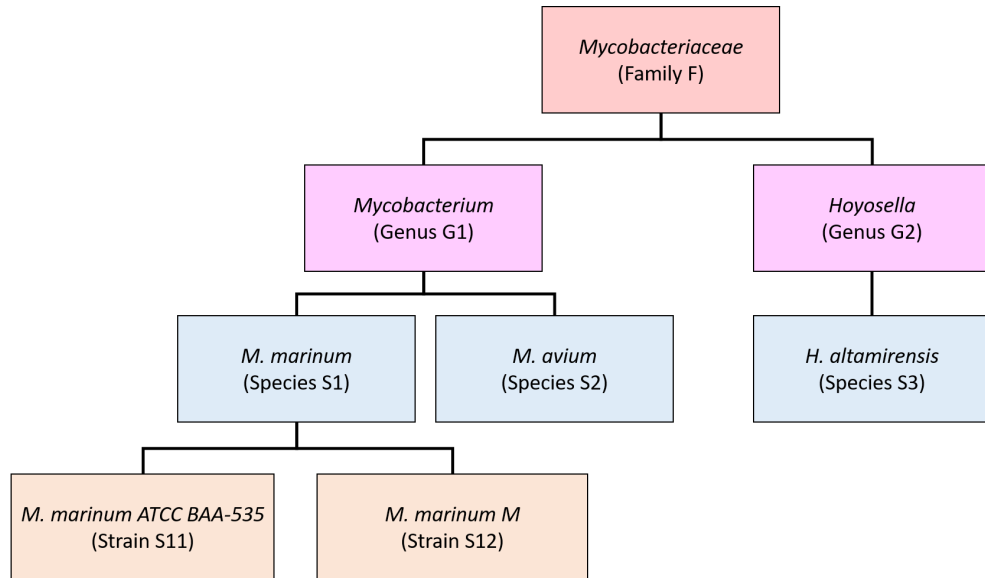 Mycobacteriaceae
(Family F)
Mycobacterium
(Genus G1)
Hoyosella
(Genus G2)
M. marinum
(Species S1)
M. avium
(Species S2)
H. altamirensis
(Species S3)
M. marinum ATCC BAA-535
(Strain S11)
M. marinum M
(Strain S12)